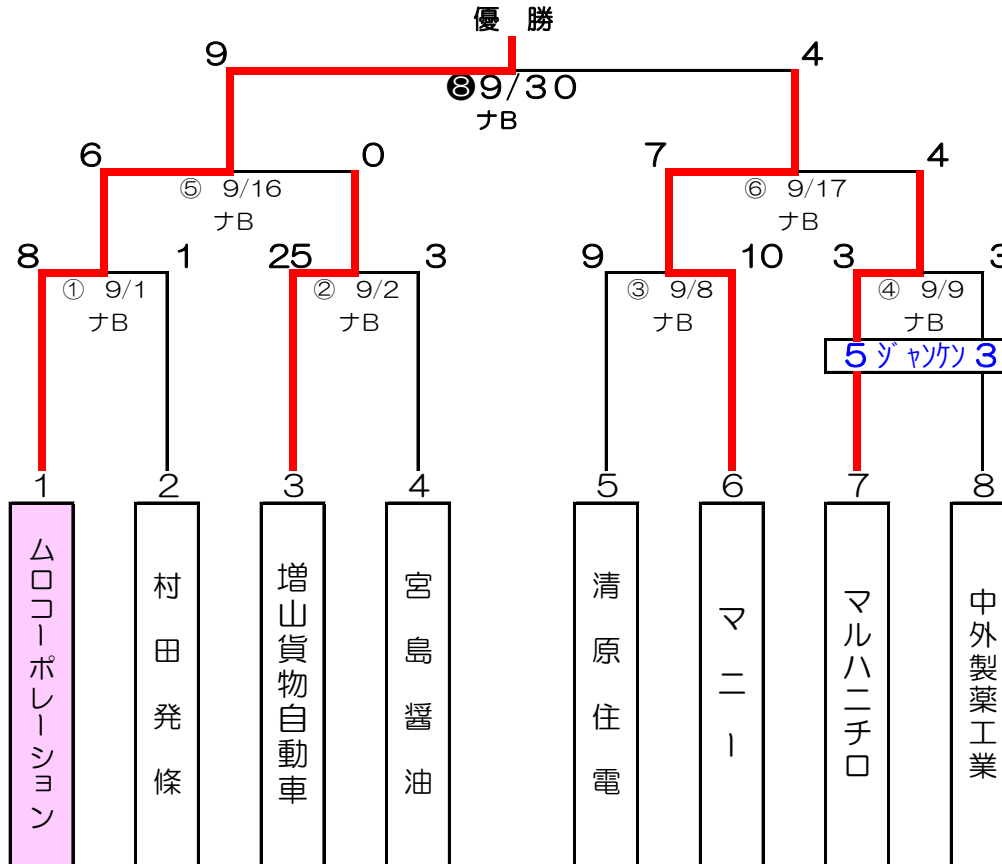 優 勝
9 4
❽9/30
ナB
6 0 7 4
⑤ 9/16 ⑥ 9/17
ナB ナB
8 1 25 3 9 10 3 3
① 9/1 ② 9/2 ③ 9/8 ④ 9/9
ナB ナB ナB ナB
5 ジャンケン 3
1 2 3 4 5 6 7 8
ムロコーポレーション
村田発條
増山貨物自動車
宮島醤油
清原住電
マニー
マルハニチロ
中外製薬工業